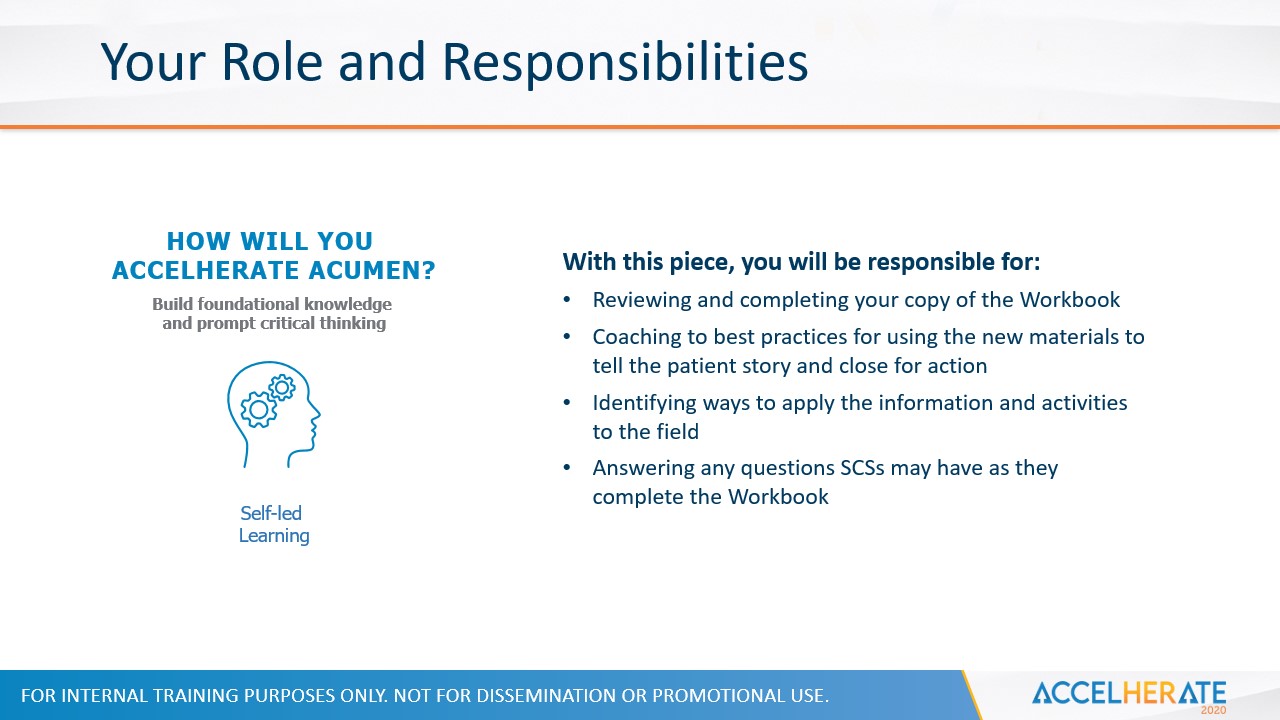 Your Role and Responsibilities
HOW WILL YOU
ACCELHERATE ACUMEN?
Build foundational knowledge
and prompt critical thinking
Self-led
Learning
With this piece, you will be responsible for:
• Reviewing and completing your copy of the Workbook
• Coaching to best practices for using the new materials to
tell the patient story and close for action
• Identifying ways to apply the information and activities
to the field
• Answering any questions SCSs may have as they
complete the Workbook
FOR INTERNAL TRAINING PURPOSES ONLY. NOT FOR DISSEMINATION OR PROMOTIONAL USE.
ACCELHERATE
2020